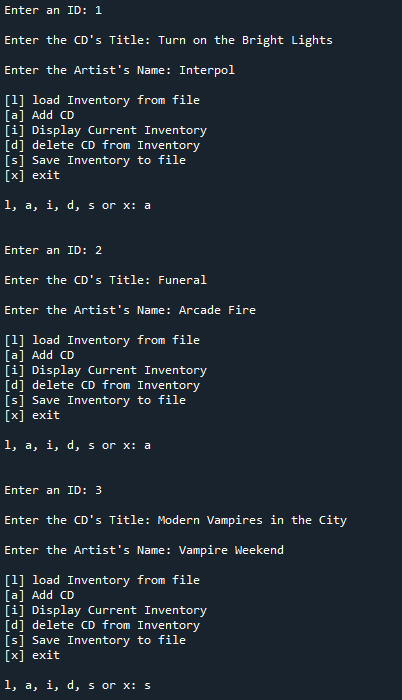 Enter an ID: 1
Enter the CD's Title: Turn on the Bright Lights
Enter the Artist's Name: Interpol
[l] load Inventory from file
[a] Add CD
[i] Display Current Inventory
[d] delete CD from Inventory
[s] Save Inventory to file
[x] exit
l, a, i, d, s or x: a
Enter an ID: 2
Enter the CD's Title: Funeral
Enter the Artist's Name: Arcade Fire
[l] load Inventory from file
[a] Add CD
[i] Display Current Inventory
[d] delete CD from Inventory
[s] Save Inventory to file
[x] exit
l, a, i, d, s or x: a
Enter an ID: 3
Enter the CD's Title: Modern Vampires in the City
Enter the Artist's Name: Vampire Weekend
[l] load Inventory from file
[a] Add CD
[i] Display Current Inventory
[d] delete CD from Inventory
[s] Save Inventory to file
[x] exit
l, a, i, d, s or x: s